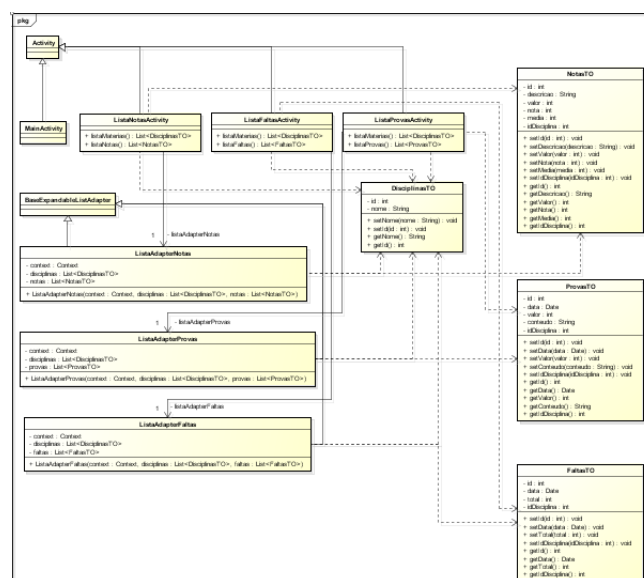 pkg
Activity
MainActivity
ListaNotasActivity
+ listaMaterias() : List<DisciplinasTO>
+ listaNotas() : List<NotasTO>
ListaFaltasActivity
+ listaMaterias() : List<DisciplinasTO>
+ listaFaltas() : List<FaltasTO>
ListaProvasActivity
+ listaMaterias() : List<DisciplinasTO>
+ listaProvas() : List<ProvasTO>
NotasTO
- id : int
- descricao : String
- valor : int
- nota : int
- media : int
- idDisciplina : int
+ setId(id : int) : void
+ setDescricao(descricao : String) : void
+ setValor(valor : int) : void
+ setNota(nota : int) : void
+ setMedia(media : int) : void
+ setIdDisciplina(idDisciplina : int) : void
+ getId() : int
+ getDescricao() : String
+ getValor() : int
+ getNota() : int
+ getMedia() : int
+ getIdDisciplina() : int
DisciplinasTO
- id : int
- nome : String
+ setNome(nome : String) : void
+ setId(id : int) : void
+ getNome() : String
+ getId() : int
BaseExpandableListAdapter
1
- listaAdapterNotas
ListaAdapterNotas
- context : Context
- disciplinas : List<DisciplinasTO>
- notas : List<NotasTO>
+ ListaAdapterNotas(context : Context, disciplinas : List<DisciplinasTO>, notas : List<NotasTO>)
1
- listaAdapterProvas
ListaAdapterProvas
- context : Context
- disciplinas : List<DisciplinasTO>
- provas : List<ProvasTO>
+ ListaAdapterProvas(context : Context, disciplinas : List<DisciplinasTO>, provas : List<ProvasTO>)
1
- listaAdapterFaltas
ListaAdapterFaltas
- context : Context
- disciplinas : List<DisciplinasTO>
- faltas : List<FaltasTO>
+ ListaAdapterFaltas(context : Context, disciplinas : List<DisciplinasTO>, faltas : List<FaltasTO>)
ProvasTO
- id : int
- data : Date
- valor : int
- conteudo : String
- idDisciplina : int
+ setId(id : int) : void
+ setData(data : Date) : void
+ setValor(valor : int) : void
+ setConteudo(conteudo : String) : void
+ setIdDisciplina(idDisciplina : int) : void
+ getId() : int
+ getData() : Date
+ getValor() : int
+ getConteudo() : String
+ getIdDisciplina() : int
FaltasTO
- id : int
- data : Date
- total : int
- idDisciplina : int
+ setId(id : int) : void
+ setData(data : Date) : void
+ setTotal(total : int) : void
+ setIdDisciplina(idDisciplina : int) : void
+ getId() : int
+ getData() : Date
+ getTotal() : int
+ getIdDisciplina() : int